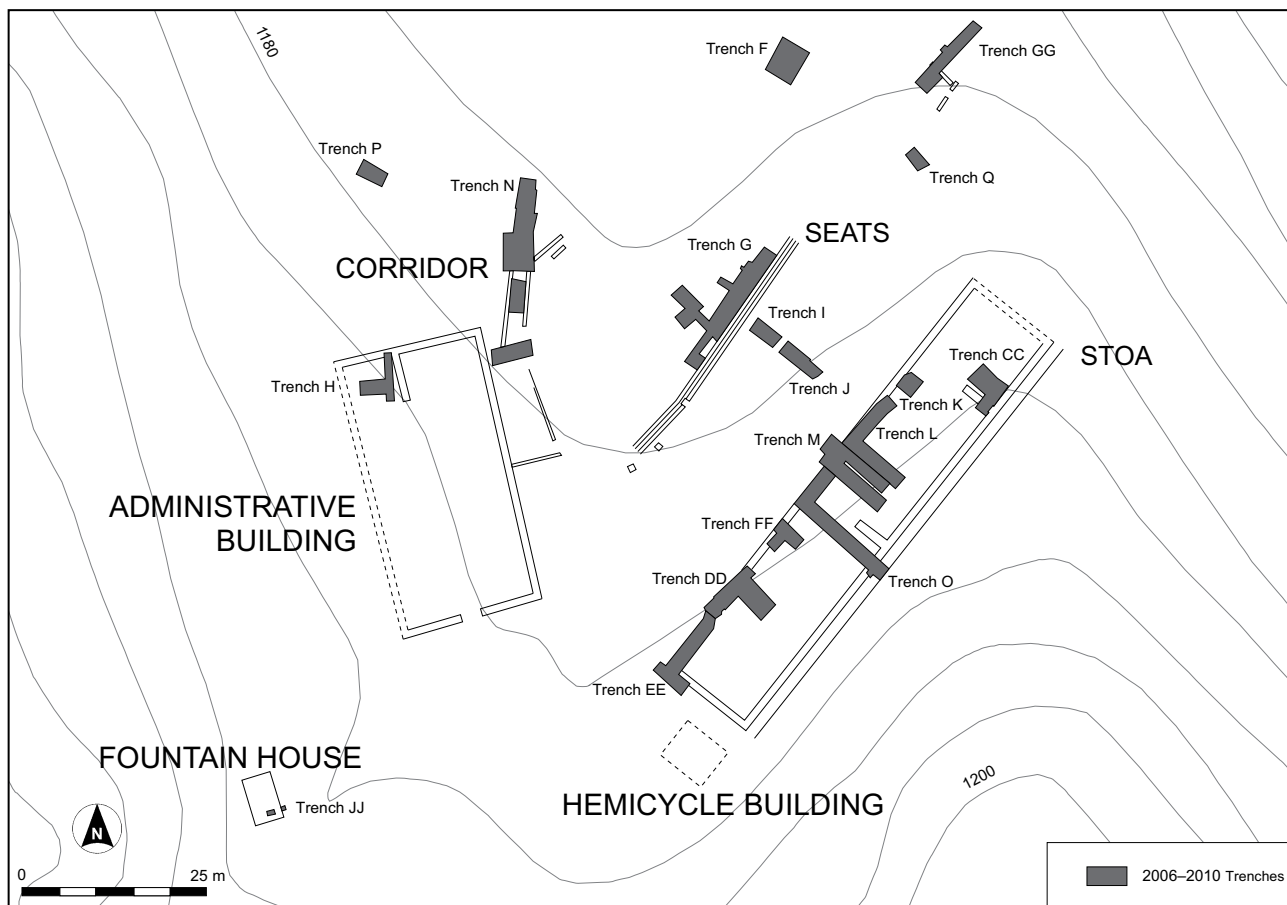 1180
Trench F
Trench GG
Trench P
Trench N
Trench Q
Trench G
SEATS
CORRIDOR
Trench I
Trench H
Trench J
Trench CC
STOA
Trench K
Trench L
Trench M
ADMINISTRATIVE
BUILDING
Trench FF
Trench DD
Trench O
Trench EE
FOUNTAIN HOUSE
Trench JJ
HEMICYCLE BUILDING
1200
N
0
25 m
2006–2010 Trenches